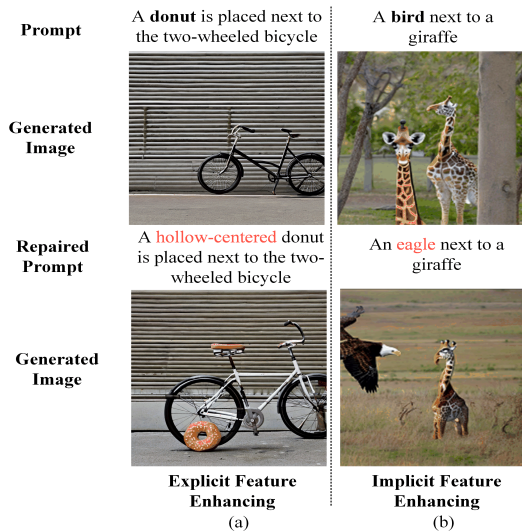 Prompt
A donut is placed next to
the two-wheeled bicycle
A bird next to a
giraffe
Generated
Image
Repaired
Prompt
A hollow-centered donut
is placed next to the two-
wheeled bicycle
An eagle next to a
giraffe
Generated
Image
Explicit Feature
Enhancing
(a)
Implicit Feature
Enhancing
(b)